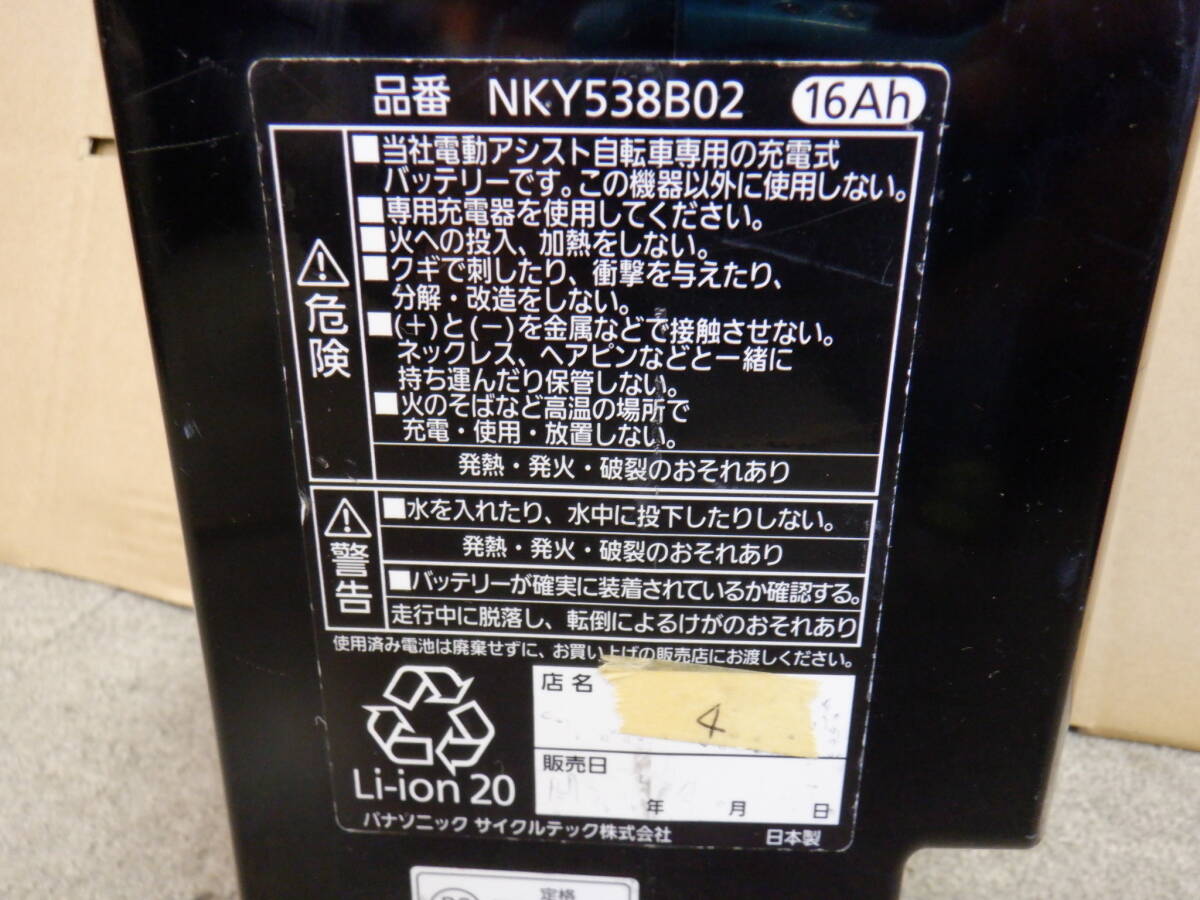 品番 NKY538B02 16Ah
危険
■当社電動アシスト自転車専用の充電式
バッテリーです。この機器以外に使用しない。
■専用充電器を使用してください。
■火への投入、加熱をしない。
■クギで刺したり、衝撃を与えたり、
分解・改造をしない。
■(+)と(−)を金属などで接触させない。
ネックレス、ヘアピンなどと一緒に
持ち運んだり保管しない。
■火のそばなど高温の場所で
充電・使用・放置しない。
発熱・発火・破裂のおそれあり
警告
■水を入れたり、水中に投下したりしない。
発熱・発火・破裂のおそれあり
■バッテリーが確実に装着されているか確認する。
走行中に脱落し、転倒によるけがのおそれあり
使用済み電池は廃棄せずに、お買い上げの販売店にお渡しください。
店名
4
販売日
年 月 日
Li-ion 20
パナソニック サイクルテック株式会社 日本製
定格